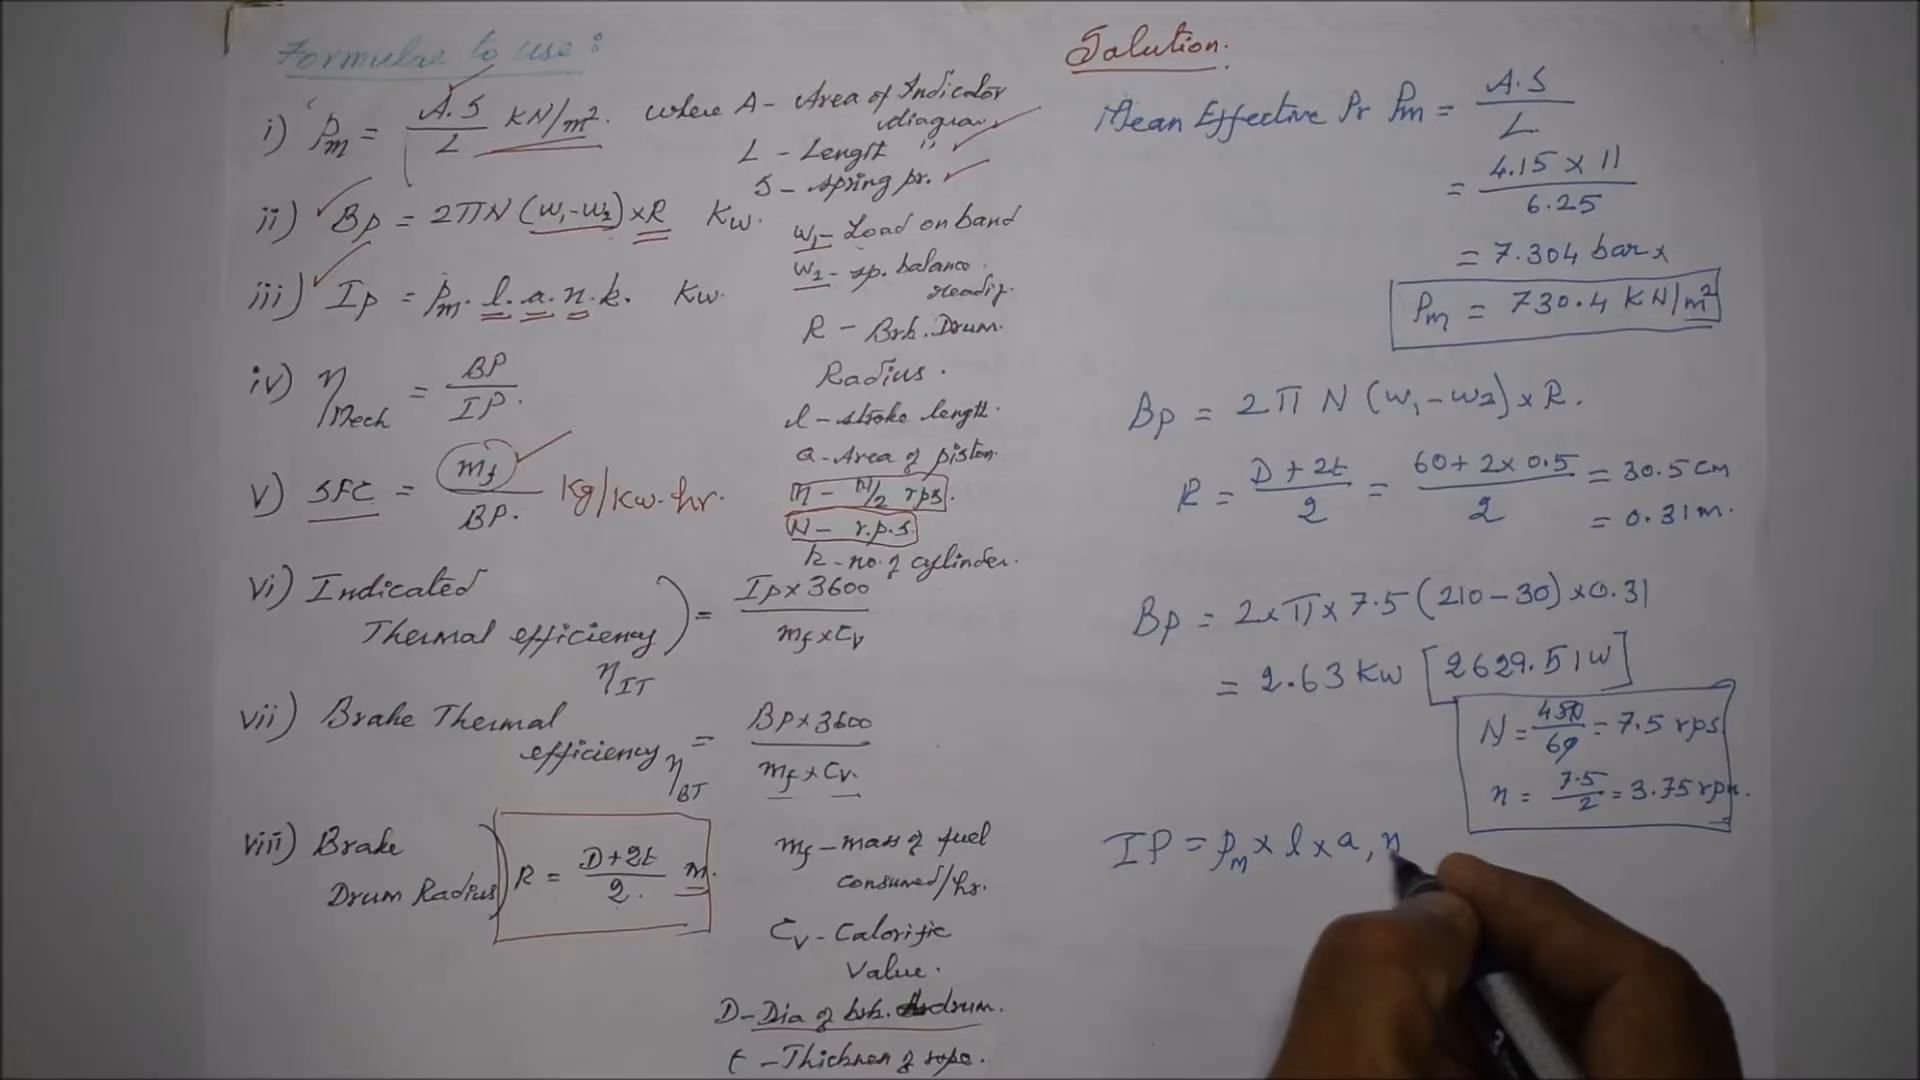 Formulae to use:
i) Pm = A.S / L KN/m². where A - Area of Indicator diagram
L - Length "
S - spring pr.
ii) Bp = 2πN (W1-W2) x R Kw.
W1 - Load on band
W2 - sp. balance reading.
iii) Ip = Pm. l. a. n. k. Kw.
R - Brk. Drum. Radius.
iv) η Mech = BP / IP.
l - stroke length.
a - Area of piston.
v) SFC = mf / BP. Kg/Kw-hr.
n - N/2 rps.
N - r.p.s.
k - no. of cylinder.
vi) Indicated Thermal efficiency ηIT ) = Ip x 3600 / mf x Cv
vii) Brake Thermal efficiency ηBT = Bp x 3600 / mf x Cv.
viii) Brake Drum Radius ) R = D+2t / 2. m.
mf - mass of fuel consumed/hr.
Cv - Calorific Value.
D - Dia of brk. drum.
t - Thicknen of rope.
Solution.
Mean Effective Pr Pm = A.S / L
= 4.15 x 11 / 6.25
= 7.304 bar x
Pm = 730.4 KN/m²
Bp = 2 π N (W1 - W2) x R.
R = D + 2t / 2 = 60 + 2 x 0.5 / 2 = 30.5 cm
= 0.31 m.
Bp = 2 x π x 7.5 (210 - 30) x 0.31
= 2.63 Kw [2629.51 W]
N = 450 / 60 = 7.5 rps
n = 7.5 / 2 = 3.75
IP = Pm x l x a, n